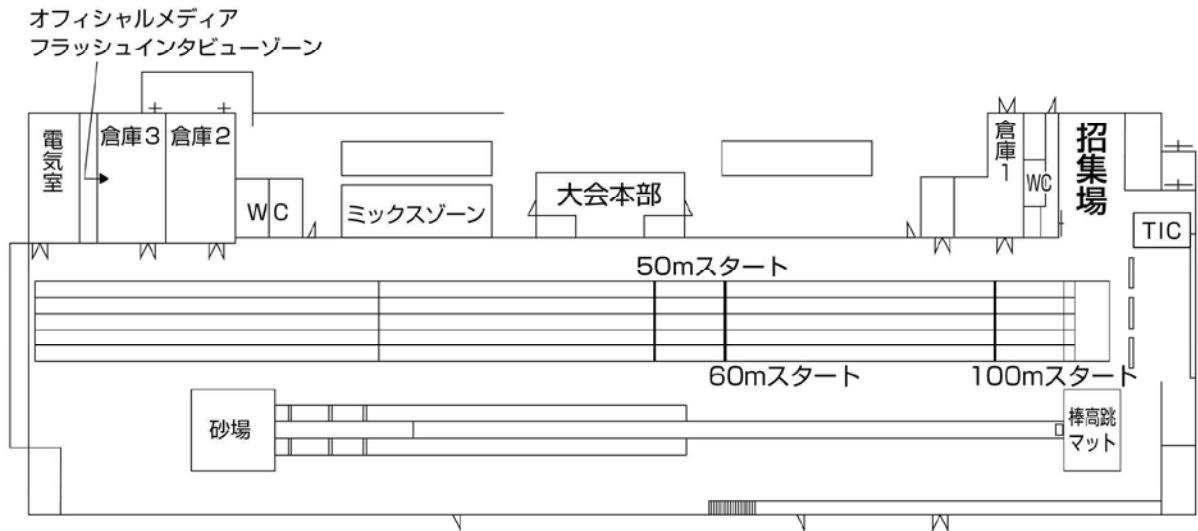 オフィシャルメディア
フラッシュインタビューゾーン
電気室
倉庫3
倉庫2
WC
ミックスゾーン
大会本部
倉庫1
WC
招集場
TIC
50mスタート
60mスタート
100mスタート
砂場
棒高跳
マット